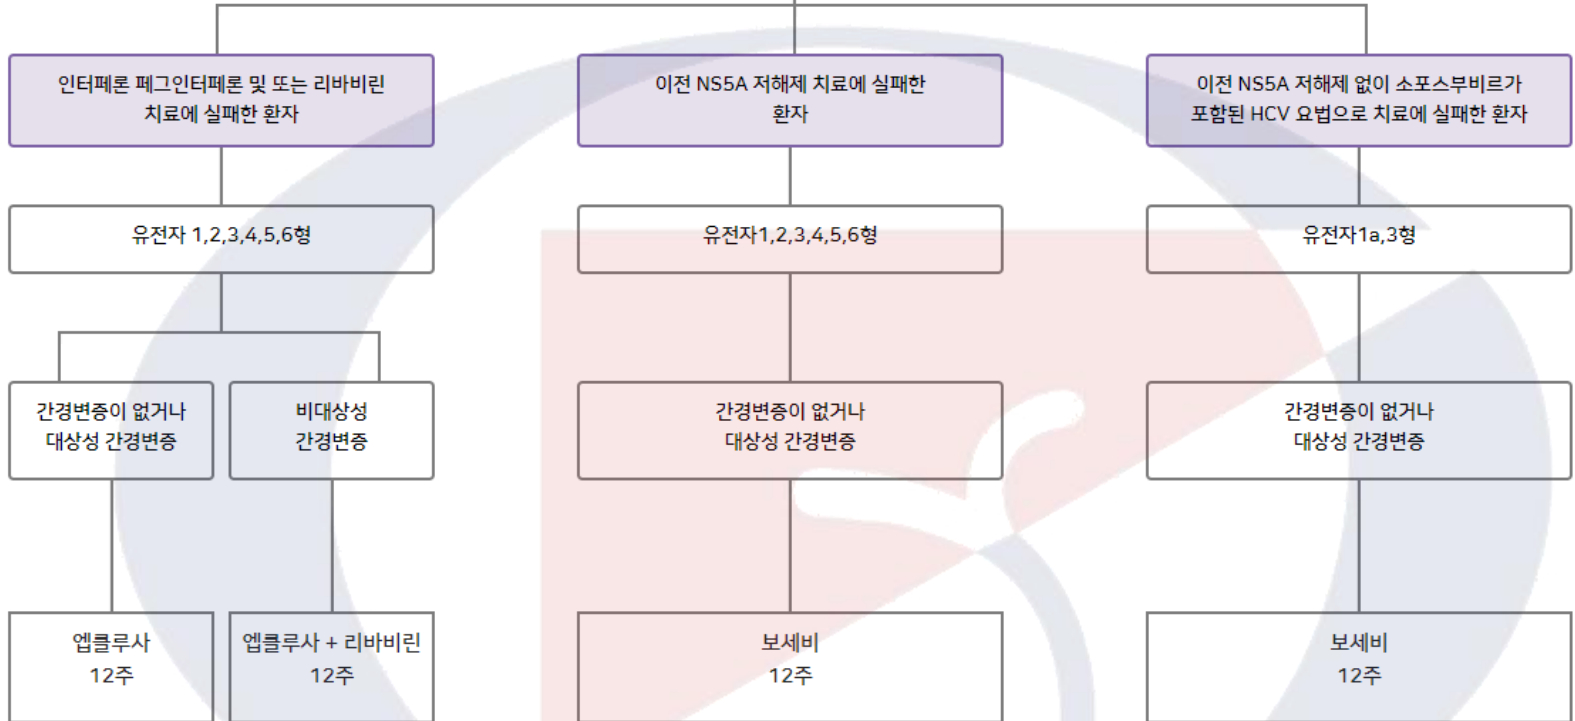 인터페론 페그인터페론 및 또는 리바비린
치료에 실패한 환자
이전 NS5A 저해제 치료에 실패한
환자
이전 NS5A 저해제 없이 소포스부비르가
포함된 HCV 요법으로 치료에 실패한 환자
유전자 1,2,3,4,5,6형
유전자1,2,3,4,5,6형
유전자1a,3형
간경변증이 없거나
대상성 간경변증
비대상성
간경변증
간경변증이 없거나
대상성 간경변증
간경변증이 없거나
대상성 간경변증
엡클루사
12주
엡클루사 + 리바비린
12주
보세비
12주
보세비
12주